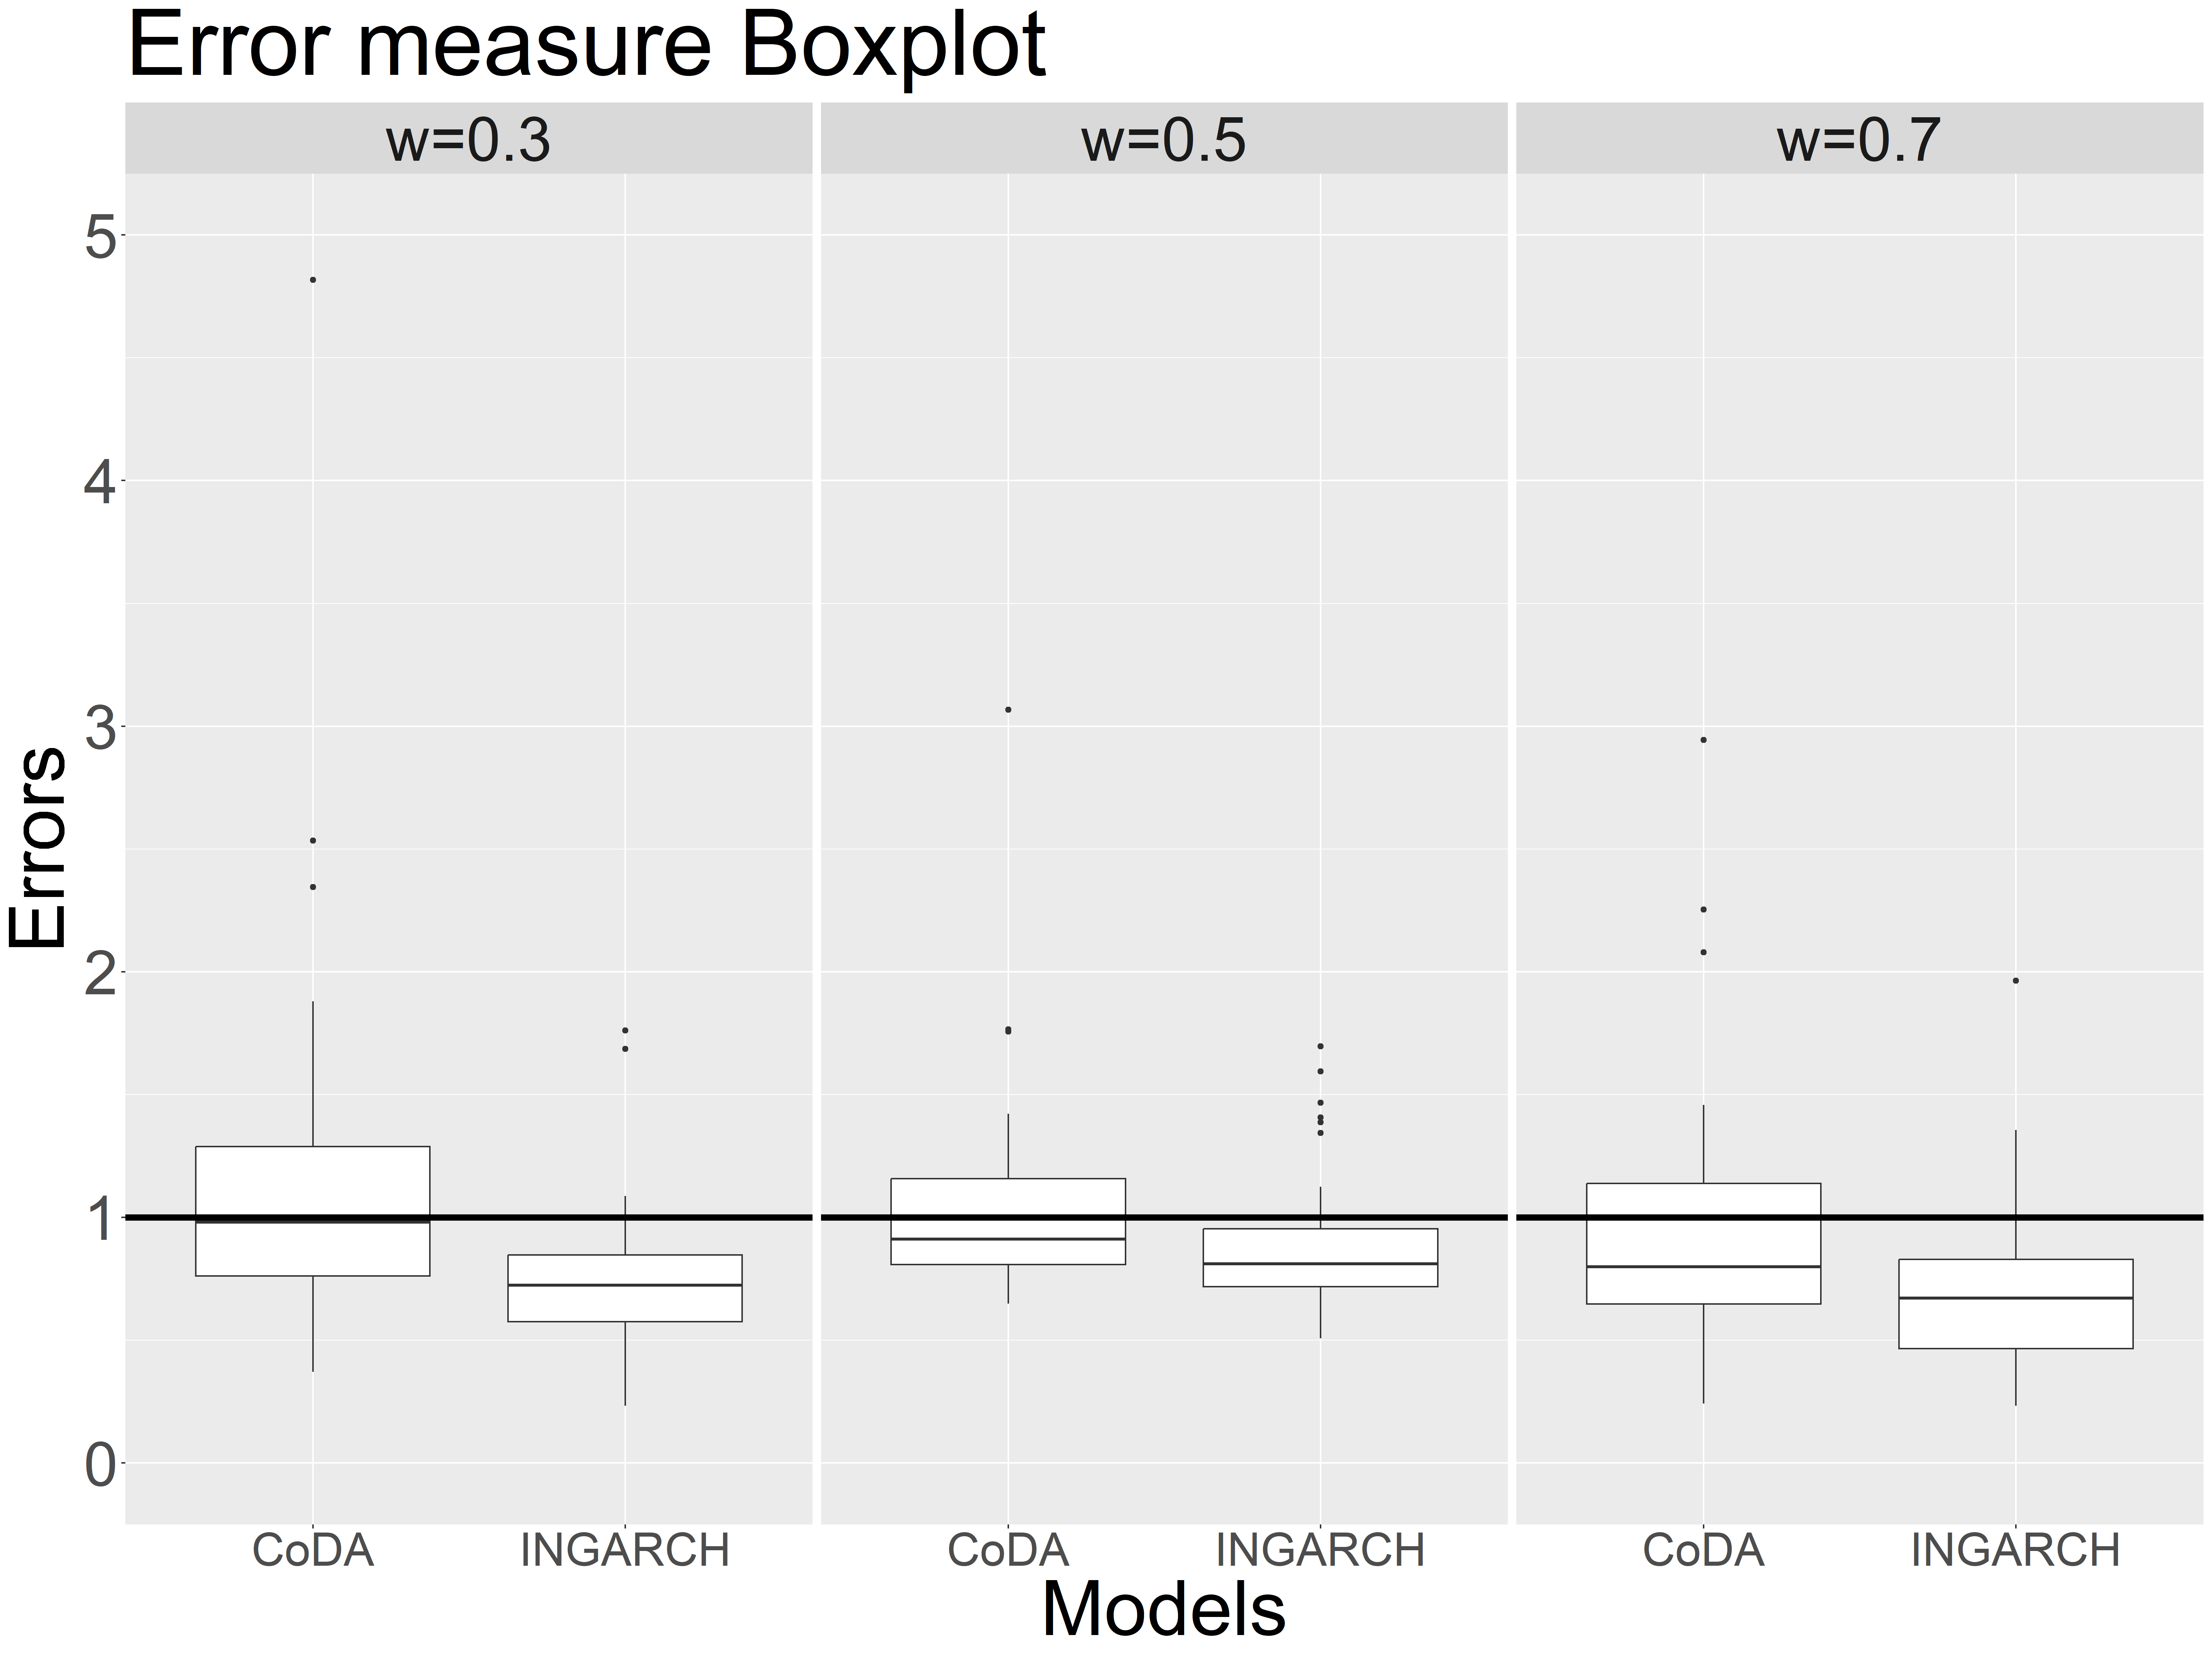 Error measure Boxplot
w=0.3 w=0.5 w=0.7
5
4
3
2
1
0
Errors
CoDA INGARCH CoDA INGARCH CoDA INGARCH
Models